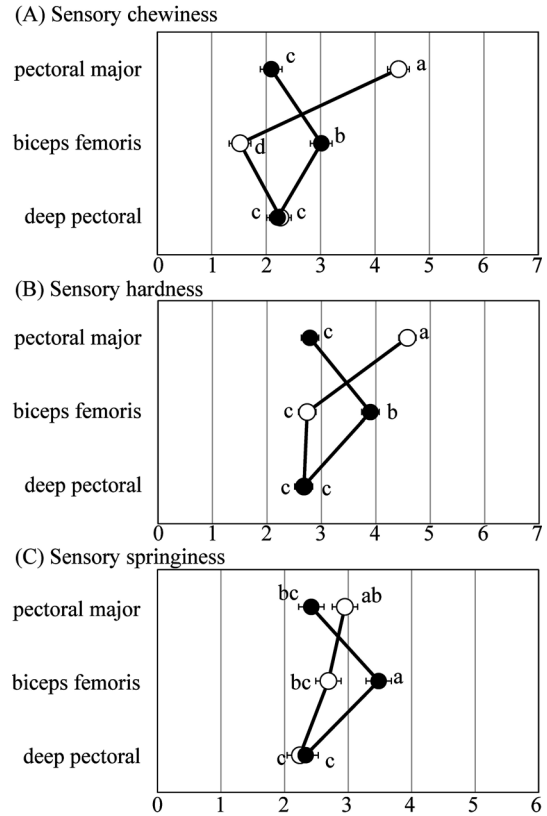 (A) Sensory chewiness
pectoral major c a
biceps femoris d b
deep pectoral c c
0 1 2 3 4 5 6 7
(B) Sensory hardness
pectoral major c a
biceps femoris c b
deep pectoral c c
0 1 2 3 4 5 6 7
(C) Sensory springiness
pectoral major bc ab
biceps femoris bc a
deep pectoral c c
0 1 2 3 4 5 6